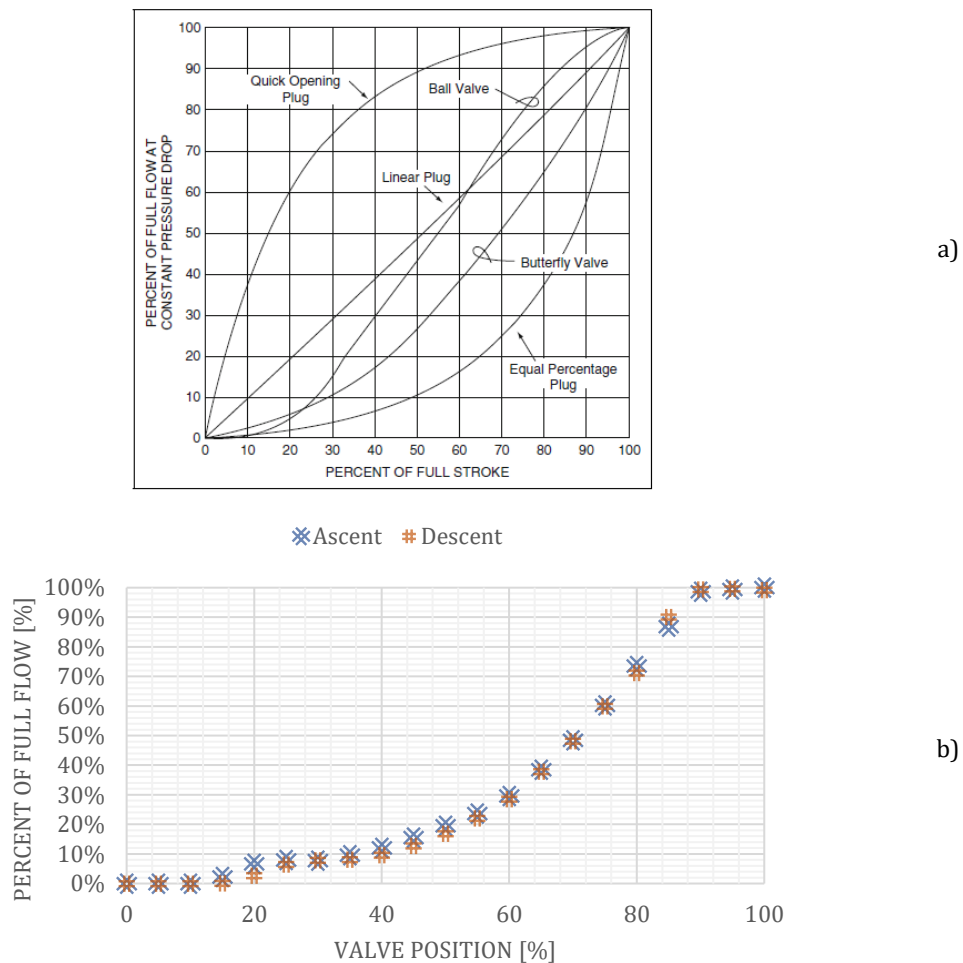 100
90
80
70
60
50
40
30
20
10
0
PERCENT OF FULL FLOW AT
CONSTANT PRESSURE DROP
Quick Opening
Plug
Ball Valve
Linear Plug
Butterfly Valve
Equal Percentage
Plug
0 10 20 30 40 50 60 70 80 90 100
PERCENT OF FULL STROKE
a)
Ascent Descent
PERCENT OF FULL FLOW [%]
100%
90%
80%
70%
60%
50%
40%
30%
20%
10%
0%
0 20 40 60 80 100
VALVE POSITION [%]
b)